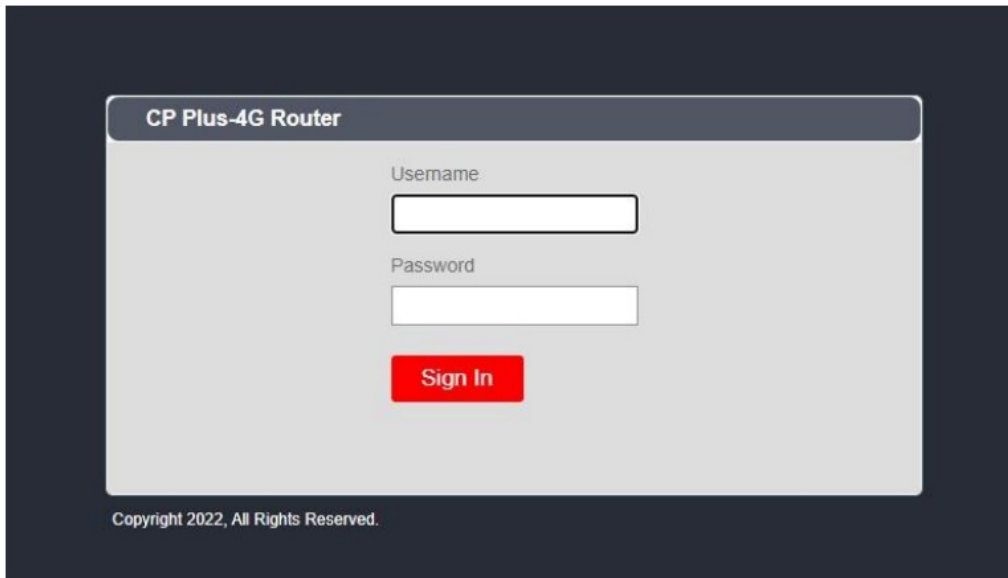 CP Plus-4G Router
Username
Password
Sign In
Copyright 2022, All Rights Reserved.